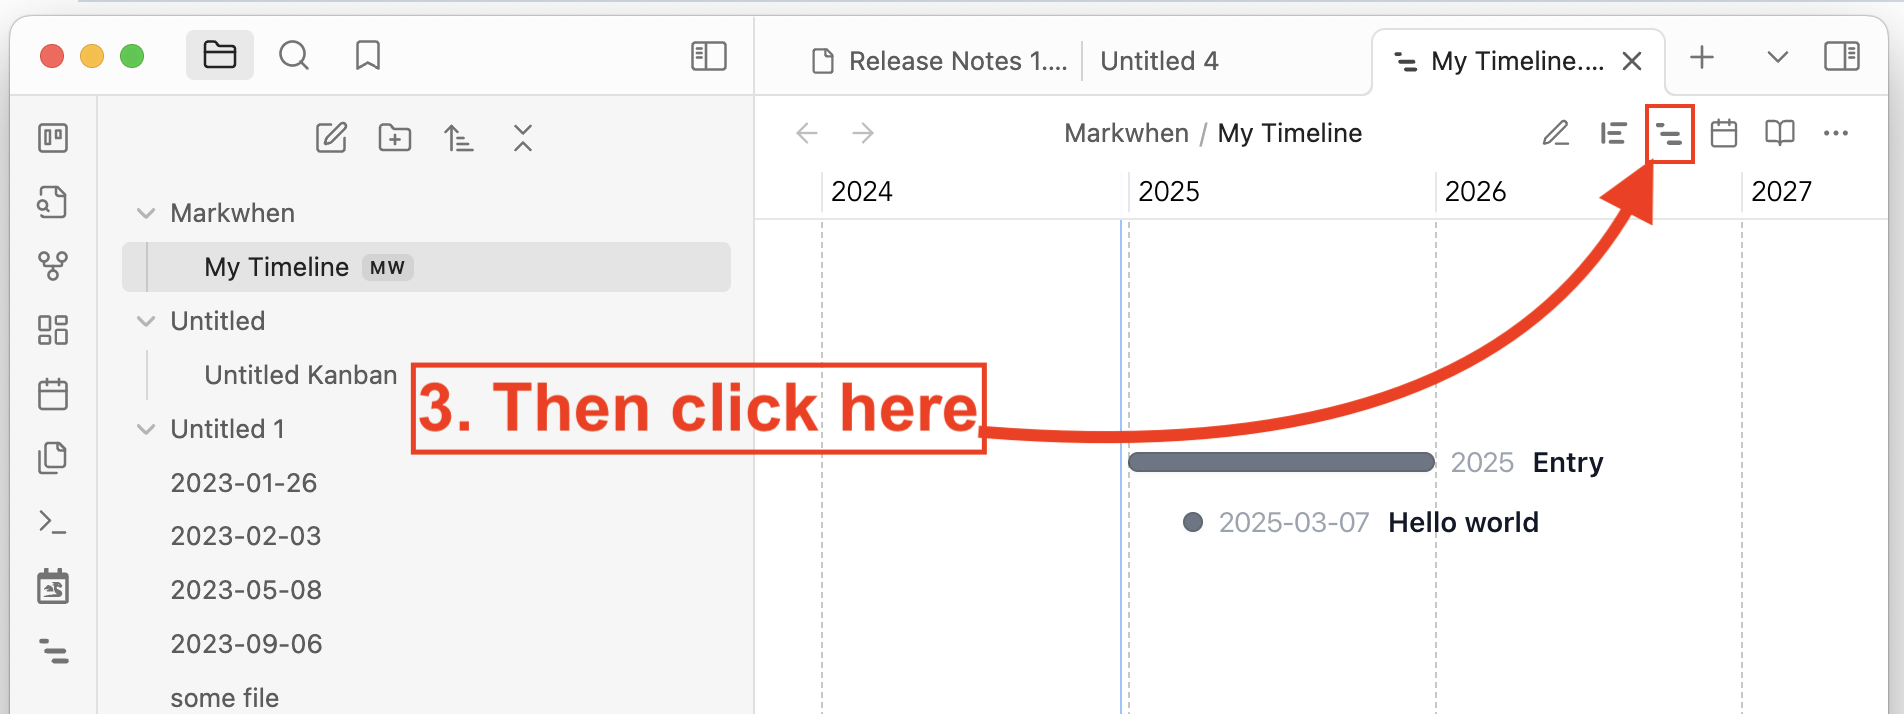 Release Notes 1....
Untitled 4
My Timeline....
Markwhen / My Timeline
2024
2025
2026
2027
Markwhen
My Timeline MW
Untitled
Untitled Kanban
Untitled 1
2023-01-26
2023-02-03
2023-05-08
2023-09-06
some file
3. Then click here
2025 Entry
2025-03-07 Hello world